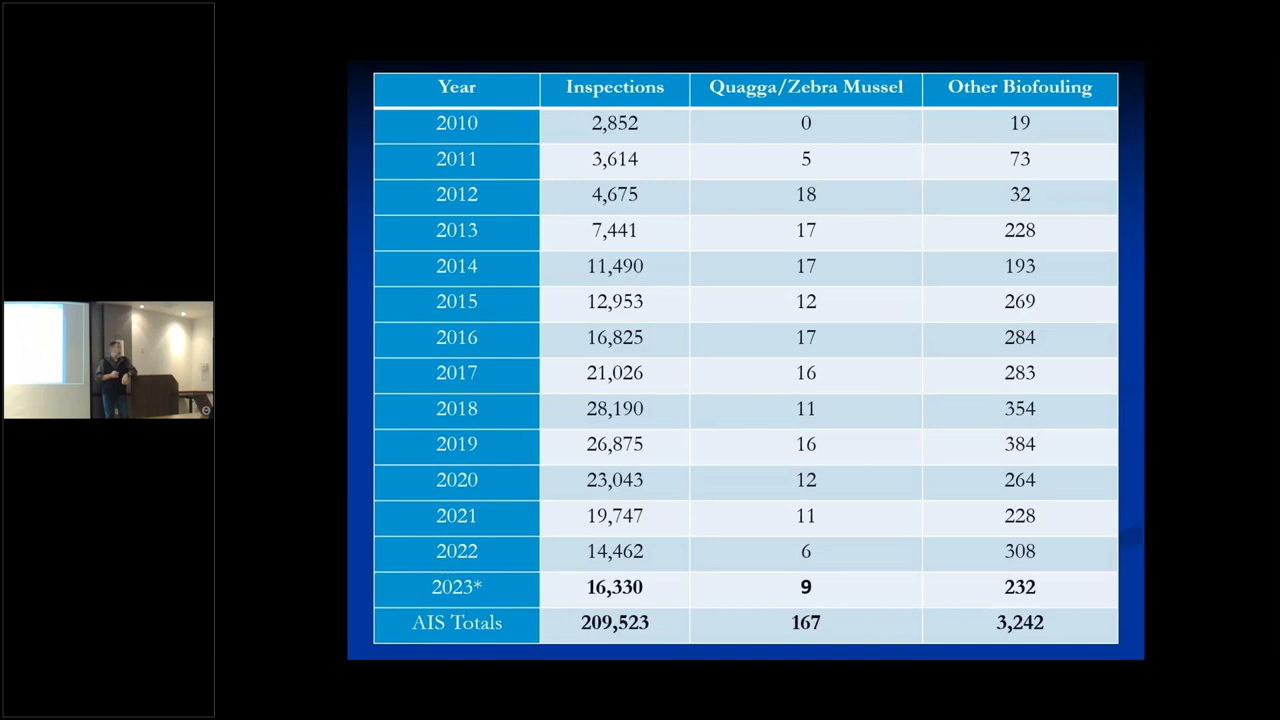 Year Inspections Quagga/Zebra Mussel Other Biofouling
2010 2,852 0 19
2011 3,614 5 73
2012 4,675 18 32
2013 7,441 17 228
2014 11,490 17 193
2015 12,953 12 269
2016 16,825 17 284
2017 21,026 16 283
2018 28,190 11 354
2019 26,875 16 384
2020 23,043 12 264
2021 19,747 11 228
2022 14,462 6 308
2023* 16,330 9 232
AIS Totals 209,523 167 3,242